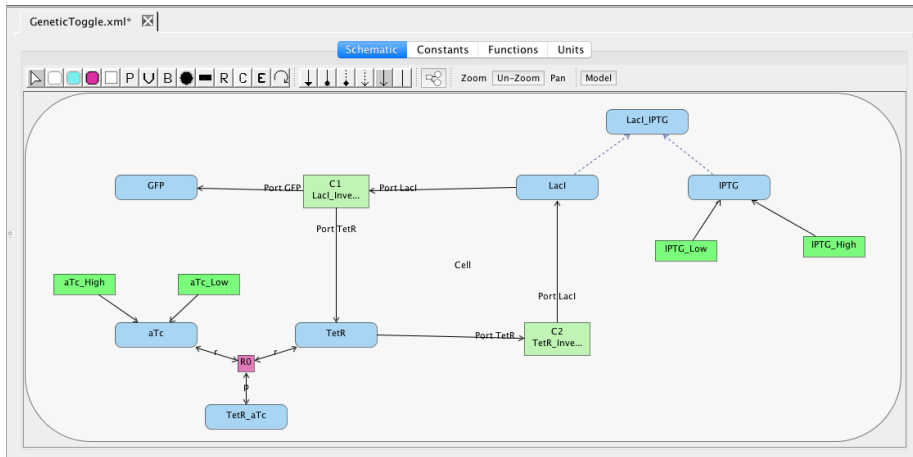 GeneticToggle.xml*
Schematic Constants Functions Units
P V B R C E Zoom Un-Zoom Pan Model
LacI_IPTG
GFP
Port GFP
C1
LacI_Inve...
Port LacI
LacI
IPTG
Port TetR
IPTG_Low
IPTG_High
Cell
aTc_High
aTc_Low
Port LacI
aTc
TetR
Port TetR
C2
TetR_Inve...
r
R0
r
p
TetR_aTc